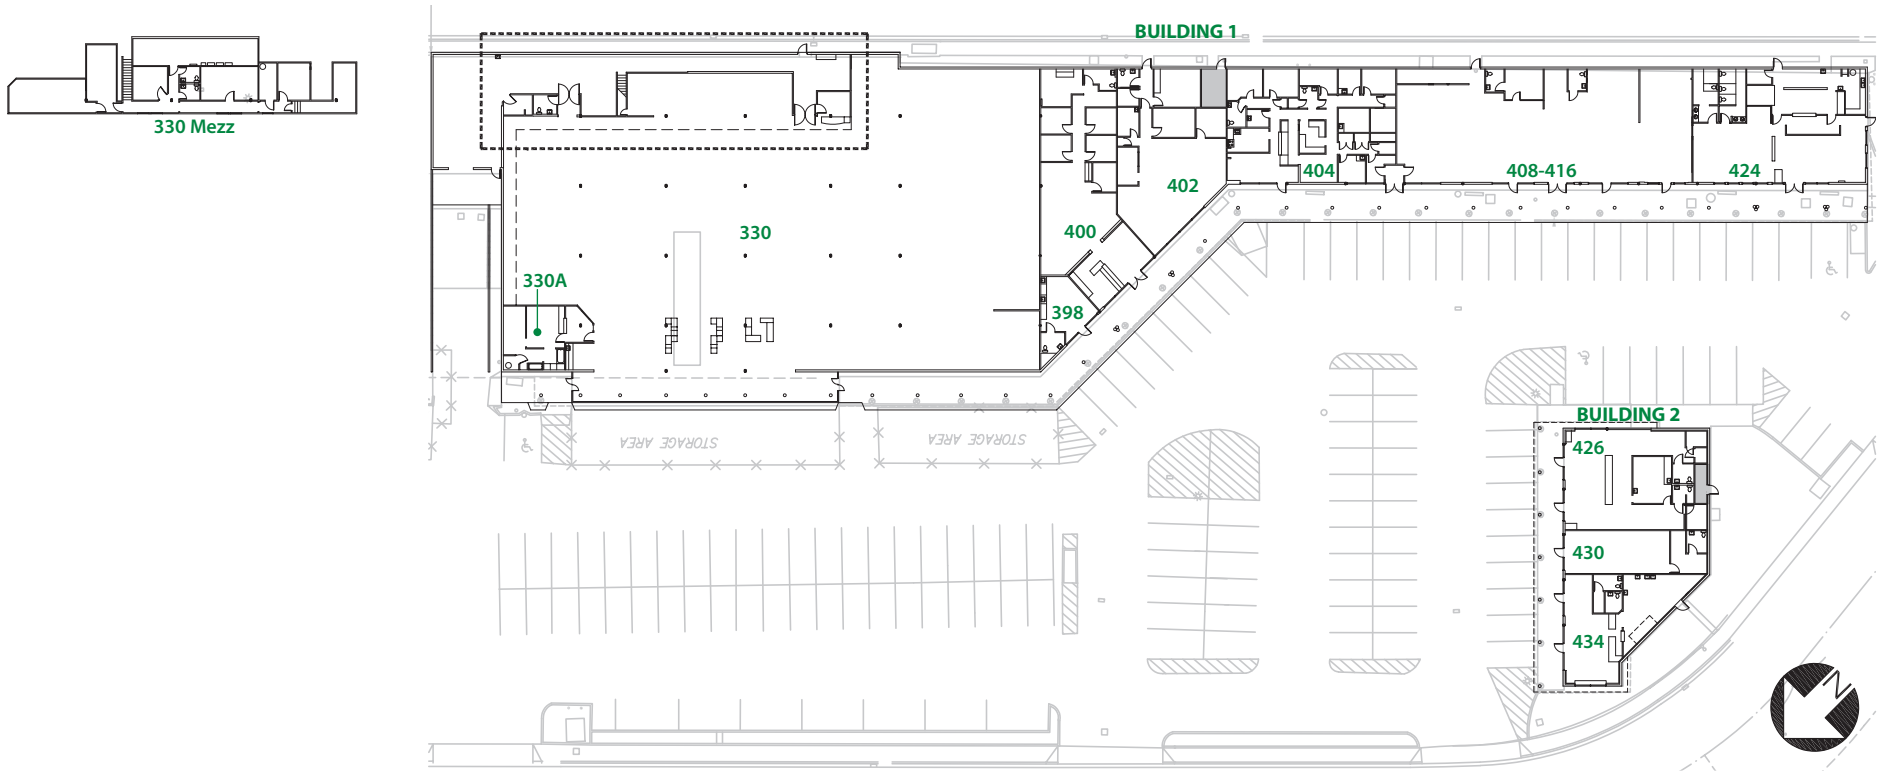 BUILDING 1
330 Mezz
404
408-416
424
402
330
400
330A
398
BUILDING 2
STORAGE AREA
STORAGE AREA
426
430
434
N